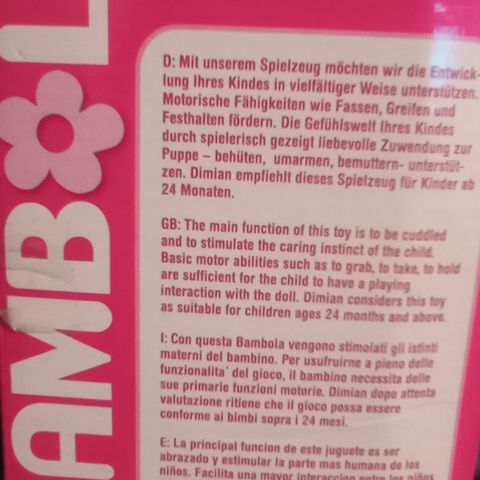 AMBOL
D: Mit unserem Spielzeug möchten wir die Entwick-
lung Ihres Kindes in vielfältiger Weise unterstützen.
Motorische Fähigkeiten wie Fassen, Greifen und
Festhalten fördern. Die Gefühlswelt Ihres Kindes
durch spielerisch gezeigt liebevolle Zuwendung zur
Puppe – behüten, umarmen, bemuttern- unterstüt-
zen. Dimian empfiehlt dieses Spielzeug für Kinder ab
24 Monaten.
GB: The main function of this toy is to be cuddled
and to stimulate the caring instinct of the child.
Basic motor abilities such as to grab, to take, to hold
are sufficient for the child to have a playing
interaction with the doll. Dimian considers this toy
as suitable for children ages 24 months and above.
I: Con questa Bambola vengono stimolati gli istinti
materni del bambino. Per usufruirne a pieno delle
funzionalita´ del gioco, il bambino necessita delle
sue primarie funzioni motorie. Dimian dopo attenta
valutazione ritiene che il gioco possa essere
conforme ai bimbi sopra i 24 mesi.
E: La principal funcion de este juguete es ser
abrazado y estimular la parte mas humana de los
niños. Facilita una mayor interaccion entre los niños